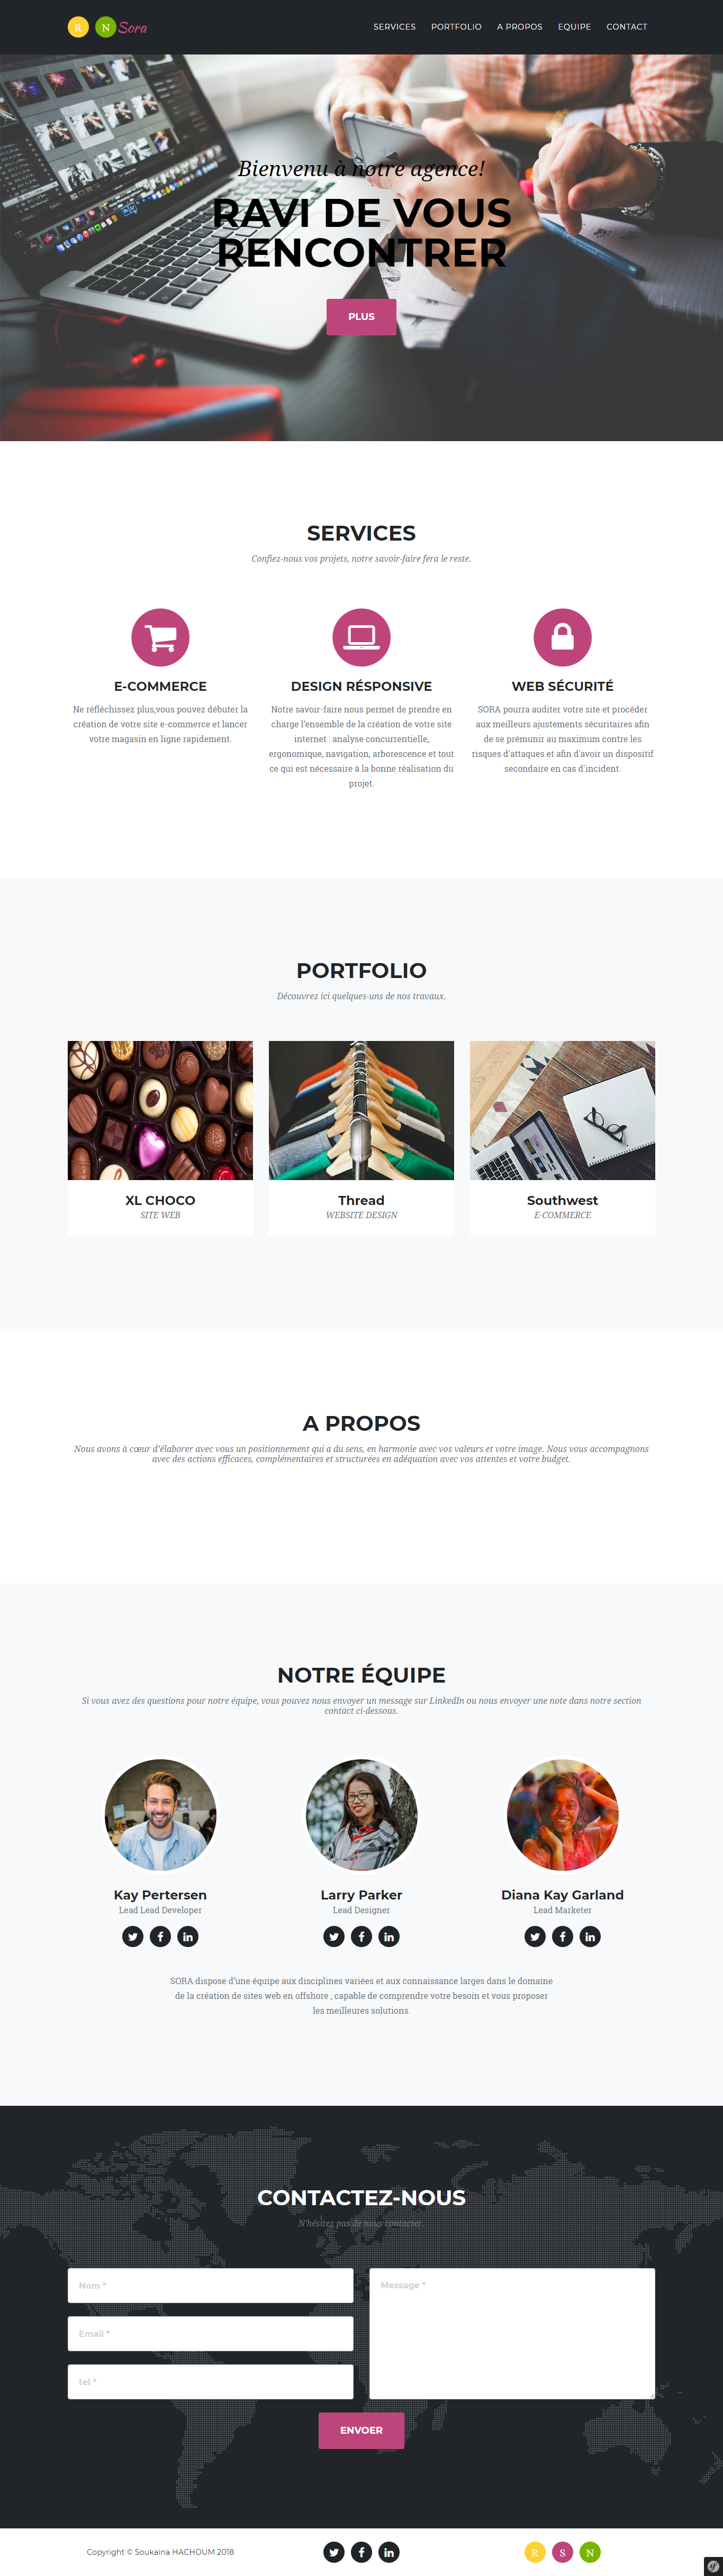 R N Sora
SERVICES PORTFOLIO A PROPOS EQUIPE CONTACT
Bienvenu à notre agence!
RAVI DE VOUS
RENCONTRER
PLUS
SERVICES
Confiez-nous vos projets, notre savoir-faire fera le reste.
E-COMMERCE
Ne réfléchissez plus,vous pouvez débuter la
création de votre site e-commerce et lancer
votre magasin en ligne rapidement.
DESIGN RÉSPONSIVE
Notre savoir-faire nous permet de prendre en
charge l'ensemble de la création de votre site
internet : analyse concurrentielle,
ergonomique, navigation, arborescence et tout
ce qui est nécessaire à la bonne réalisation du
projet.
WEB SÉCURITÉ
SORA pourra auditer votre site et procéder
aux meilleurs ajustements sécuritaires afin
de se prémunir au maximum contre les
risques d'attaques et afin d'avoir un dispositif
secondaire en cas d'incident.
PORTFOLIO
Découvrez ici quelques-uns de nos travaux.
XL CHOCO
SITE WEB
Thread
WEBSITE DESIGN
Southwest
E-COMMERCE
A PROPOS
Nous avons à cœur d'élaborer avec vous un positionnement qui a du sens, en harmonie avec vos valeurs et votre image. Nous vous accompagnons
avec des actions efficaces, complémentaires et structurées en adéquation avec vos attentes et votre budget.
NOTRE ÉQUIPE
Si vous avez des questions pour notre équipe, vous pouvez nous envoyer un message sur LinkedIn ou nous envoyer une note dans notre section
contact ci-dessous.
Kay Pertersen
Lead Lead Developer
Larry Parker
Lead Designer
Diana Kay Garland
Lead Marketer
SORA dispose d'une équipe aux disciplines variées et aux connaissance larges dans le domaine
de la création de sites web en offshore , capable de comprendre votre besoin et vous proposer
les meilleures solutions.
CONTACTEZ-NOUS
N'hésitez pas de nous contacter.
Nom *
Email *
tel *
Message *
ENVOER
Copyright © Soukaina HACHOUM 2018
R S N